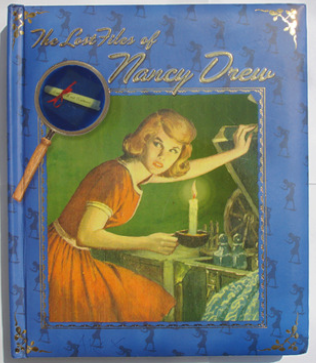 The Lost Files of
Nancy Drew